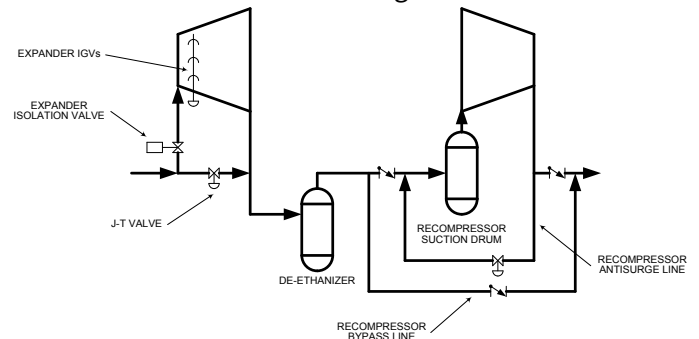 EXPANDER IGVs
EXPANDER
ISOLATION VALVE
J-T VALVE
DE-ETHANIZER
RECOMPRESSOR
SUCTION DRUM
RECOMPRESSOR
ANTISURGE LINE
RECOMPRESSOR
BYPASS LINE